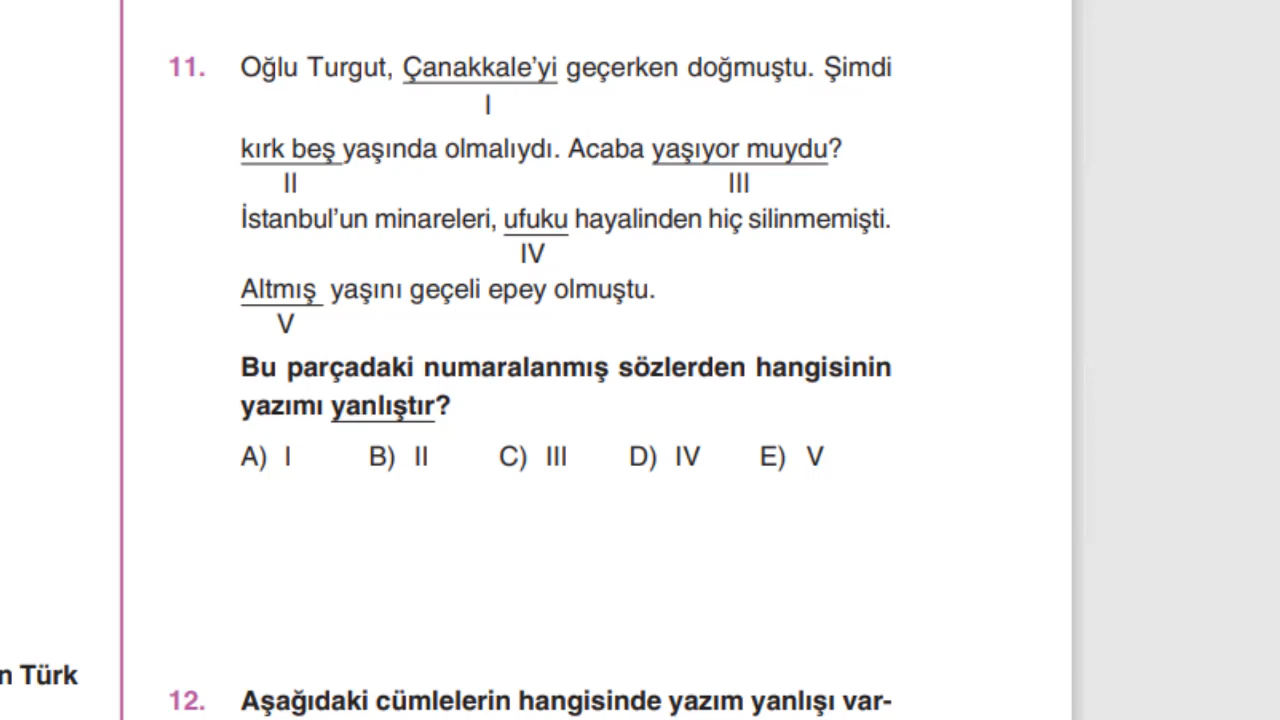 11. Oğlu Turgut, Çanakkale’yi geçerken doğmuştu. Şimdi
I
kırk beş yaşında olmalıydı. Acaba yaşıyor muydu?
II III
İstanbul’un minareleri, ufuku hayalinden hiç silinmemişti.
IV
Altmış yaşını geçeli epey olmuştu.
V
Bu parçadaki numaralanmış sözlerden hangisinin
yazımı yanlıştır?
A) I B) II C) III D) IV E) V
n Türk
12. Aşağıdaki cümlelerin hangisinde yazım yanlışı var-